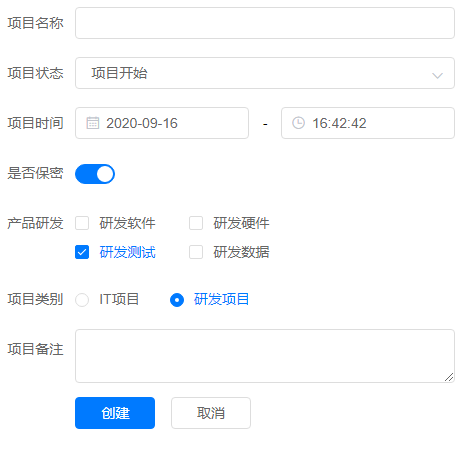 项目名称
项目状态 项目开始
项目时间 2020-09-16 - 16:42:42
是否保密
产品研发 研发软件 研发硬件
研发测试 研发数据
项目类别 IT项目 研发项目
项目备注
创建 取消